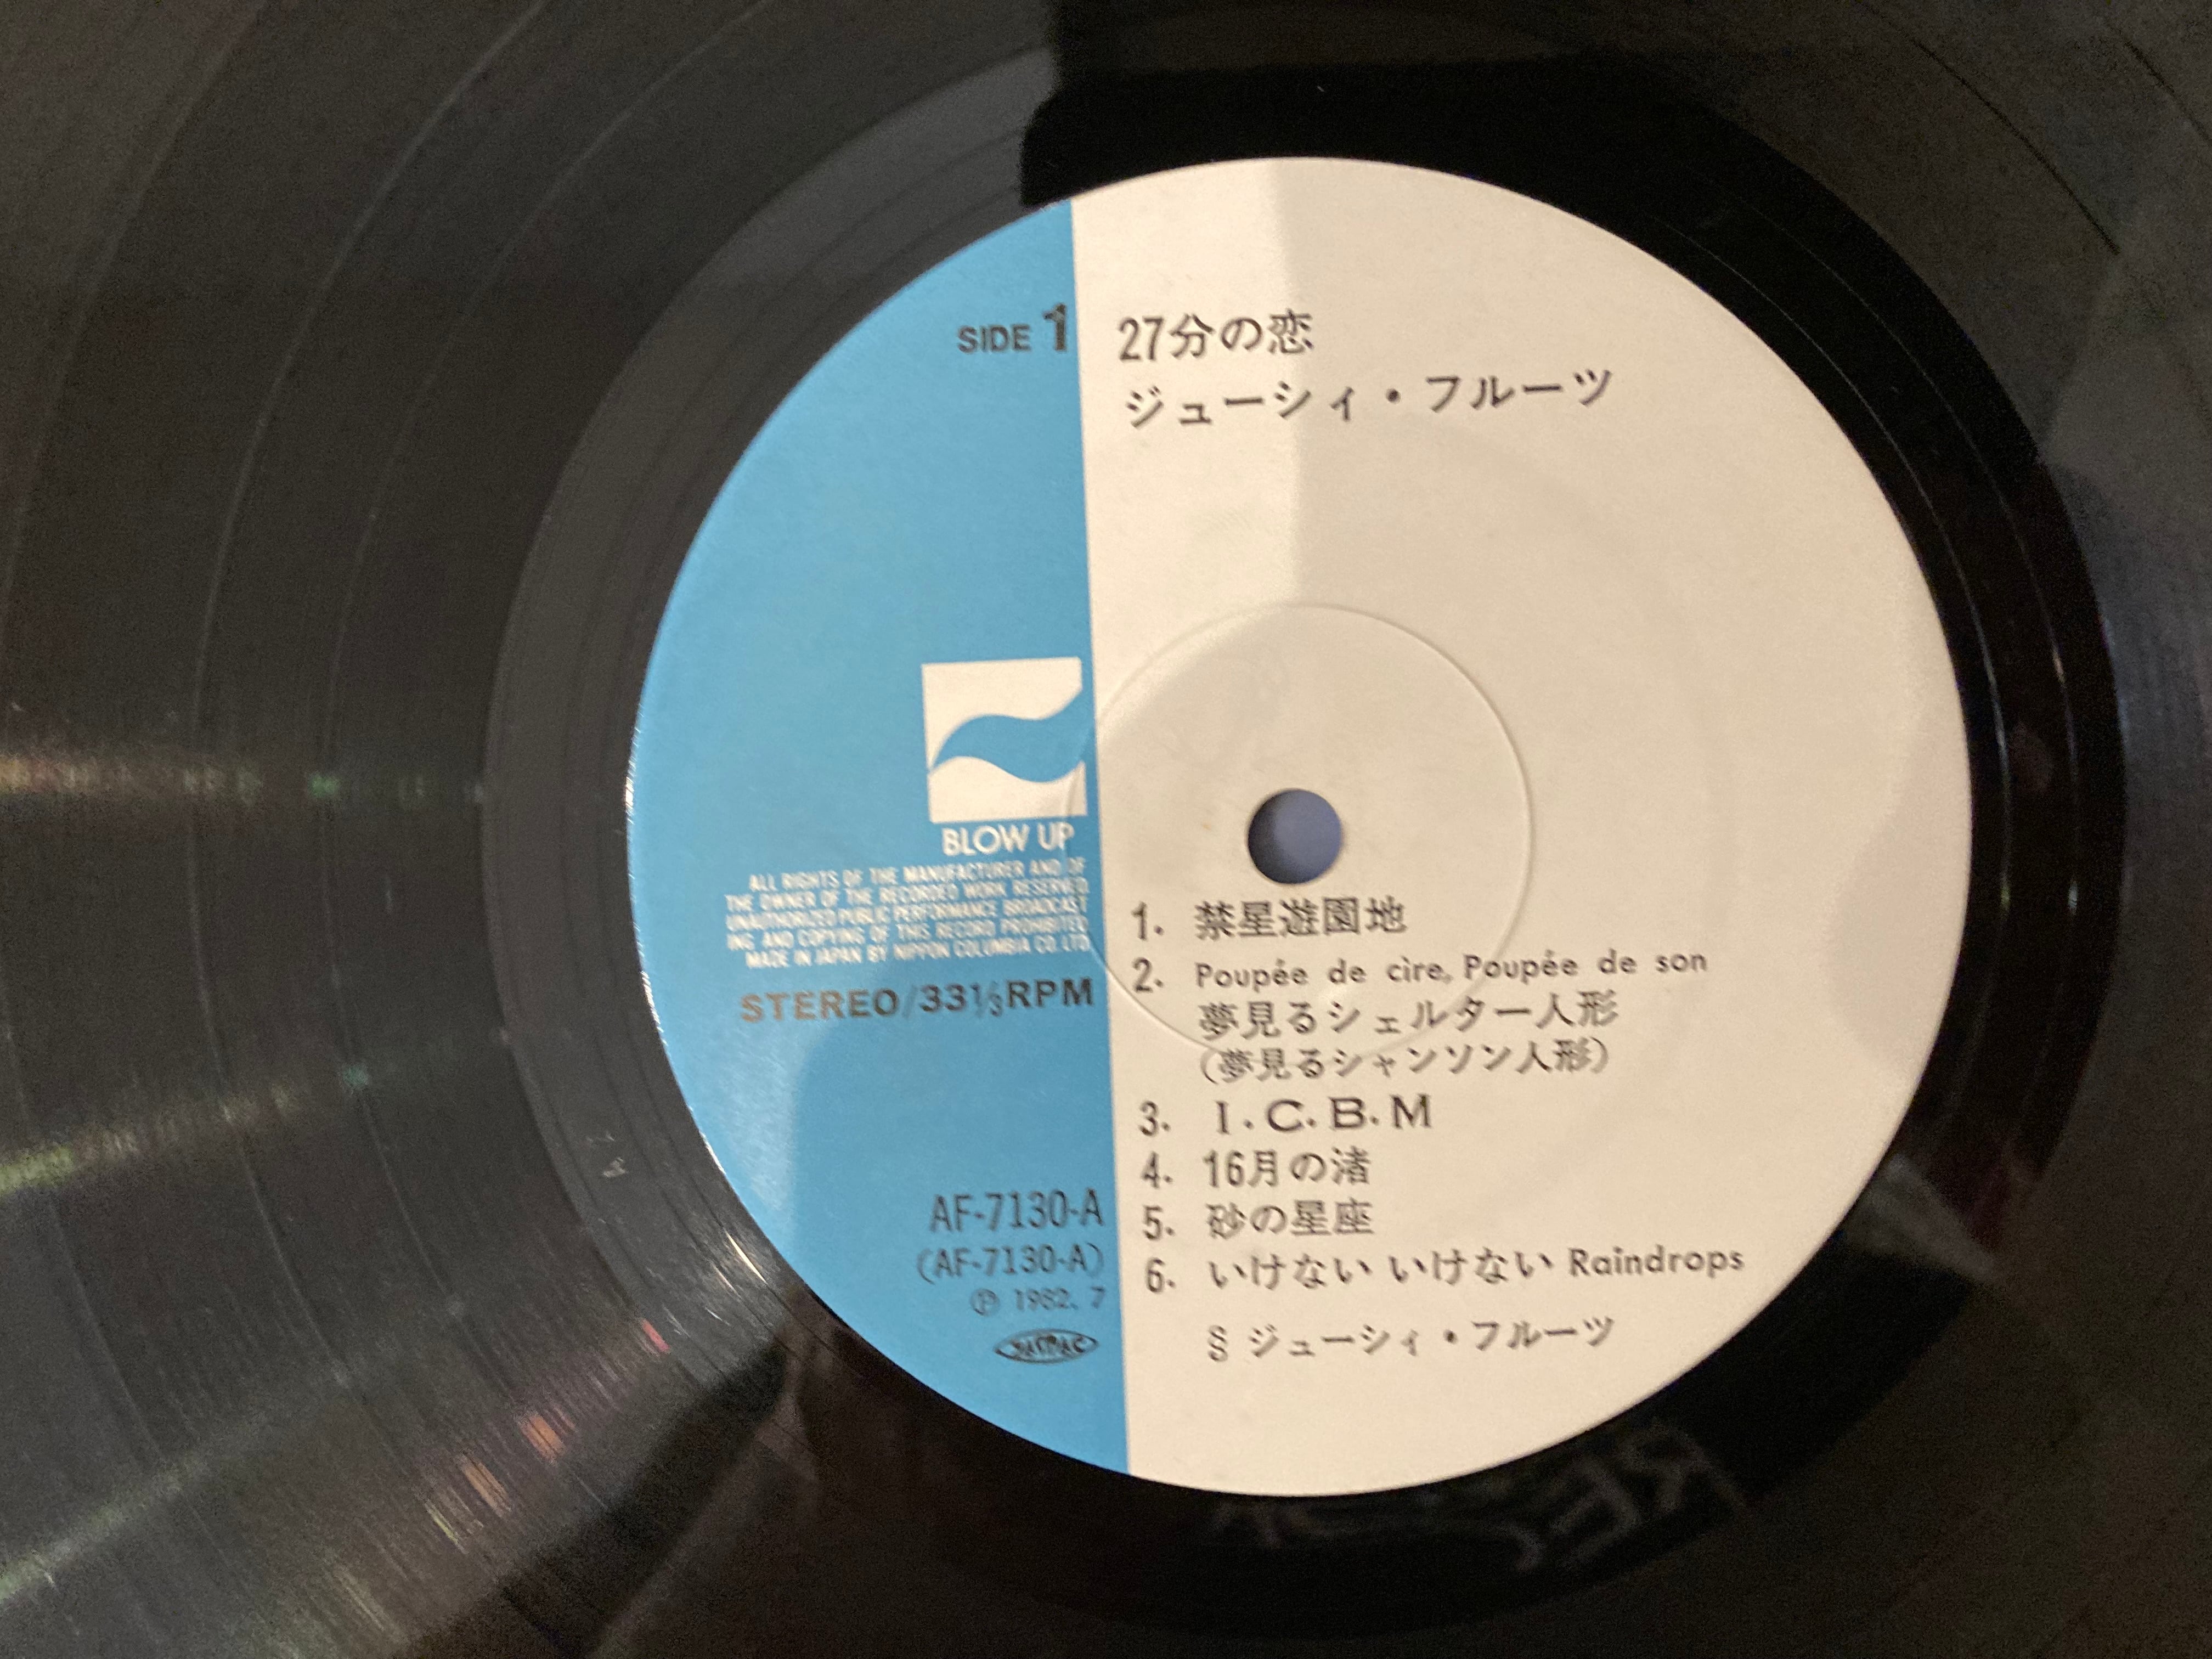 SIDE 1
27分の恋
ジューシィ・フルーツ
BLOW UP
ALL RIGHTS OF THE MANUFACTURER AND OF
THE OWNER OF THE RECORDED WORK RESERVED
UNAUTHORIZED PUBLIC PERFORMANCE BROADCAST
ING AND COPYING OF THIS RECORD PROHIBITED
MADE IN JAPAN BY NIPPON COLUMBIA CO. LTD
STEREO/33⅓RPM
AF-7130-A
(AF-7130-A)
Ⓟ 1982. 7
JASRAC
1. 禁星遊園地
2. Poupée de cire, Poupée de son
夢見るシェルター人形
(夢見るシャンソン人形)
3. I.C.B.M
4. 16月の渚
5. 砂の星座
6. いけない いけない Raindrops
§ ジューシィ・フルーツ